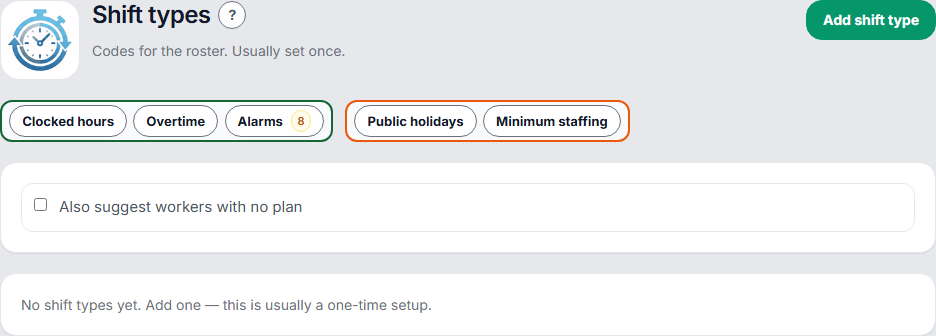 Shift types ?
Add shift type
Codes for the roster. Usually set once.
Clocked hours Overtime Alarms 8 Public holidays Minimum staffing
Also suggest workers with no plan
No shift types yet. Add one — this is usually a one-time setup.